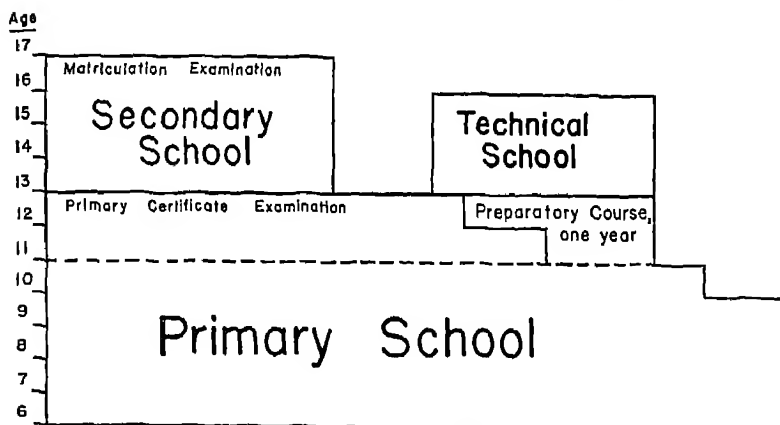 Age
17
Matriculation Examination
16
Secondary
School
15
14
Technical
School
13
Primary Certificate Examination
12
Preparatory Course,
one year
11
10
9
8
Primary School
7
6